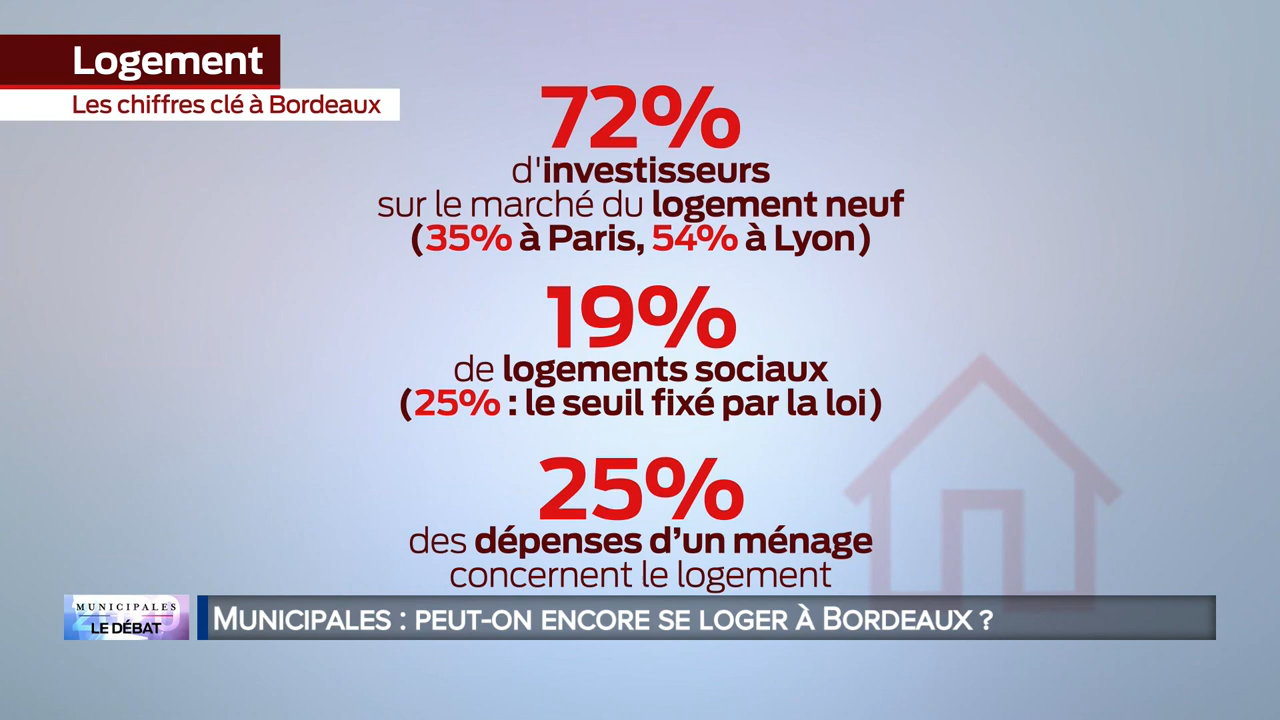 Logement
Les chiffres clé à Bordeaux
72%
d'investisseurs
sur le marché du logement neuf
(35% à Paris, 54% à Lyon)
19%
de logements sociaux
(25% : le seuil fixé par la loi)
25%
des dépenses d’un ménage
concernent le logement
MUNICIPALES
LE DÉBAT
MUNICIPALES : PEUT-ON ENCORE SE LOGER À BORDEAUX ?